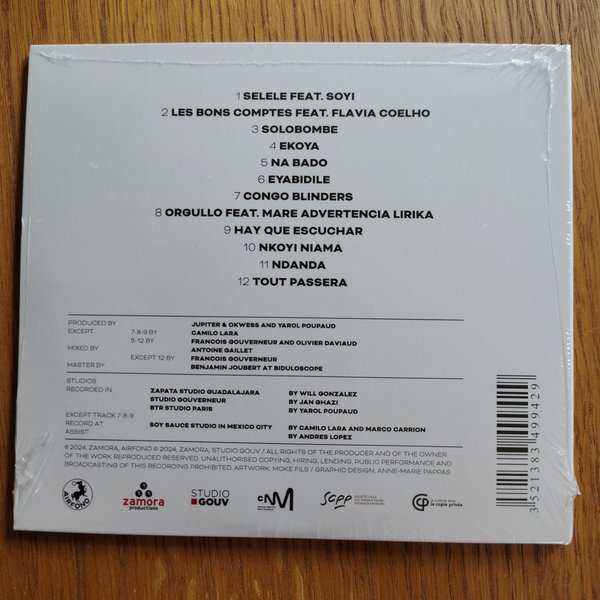 1 SELELE FEAT. SOYI
2 LES BONS COMPTES FEAT. FLAVIA COELHO
3 SOLOBOMBE
4 EKOYA
5 NA BADO
6 EYABIDILE
7 CONGO BLINDERS
8 ORGULLO FEAT. MARE ADVERTENCIA LIRIKA
9 HAY QUE ESCUCHAR
10 NKOYI NIAMA
11 NDANDA
12 TOUT PASSERA
PRODUCED BY JUPITER & OKWESS AND YAROL POUPAUD
EXCEPT 7-8-9 BY CAMILO LARA
5-12 BY FRANCOIS GOUVERNEUR AND OLIVIER DAVIAUD
MIXED BY ANTOINE GAILLET
EXCEPT 12 BY FRANCOIS GOUVERNEUR
MASTER BY BENJAMIN JOUBERT AT BIDULOSCOPE
STUDIOS
RECORDED IN ZAPATA STUDIO GUADALAJARA BY WILL GONZALEZ
STUDIO GOUVERNEUR BY JAN GHAZI
BTR STUDIO PARIS BY YAROL POUPAUD
EXCEPT TRACK 7-8-9
RECORD AT SOY SAUCE STUDIO IN MEXICO CITY BY CAMILO LARA AND MARCO CARRION
ASSIST BY ANDRES LOPEZ
℗ 2024, ZAMORA, AIRFONO © 2024, ZAMORA, STUDIO GOUV // ALL RIGHTS OF THE PRODUCER AND OF THE OWNER
OF THE WORK REPRODUCED RESERVED. UNAUTHORISED COPYING, HIRING, LENDING, PUBLIC PERFORMANCE AND
BROADCASTING OF THIS RECORDING PROHIBITED. ARTWORK: MOKE FILS / GRAPHIC DESIGN: ANNE-MARIE PAPPAS
3 521383 499429
AIRFONO
zamora
productions
STUDIO
GOUV
CNM
scpp
SOCIÉTÉ CIVILE
DES PRODUCTEURS
PHONOGRAPHIQUES
la culture avec
la copie privée